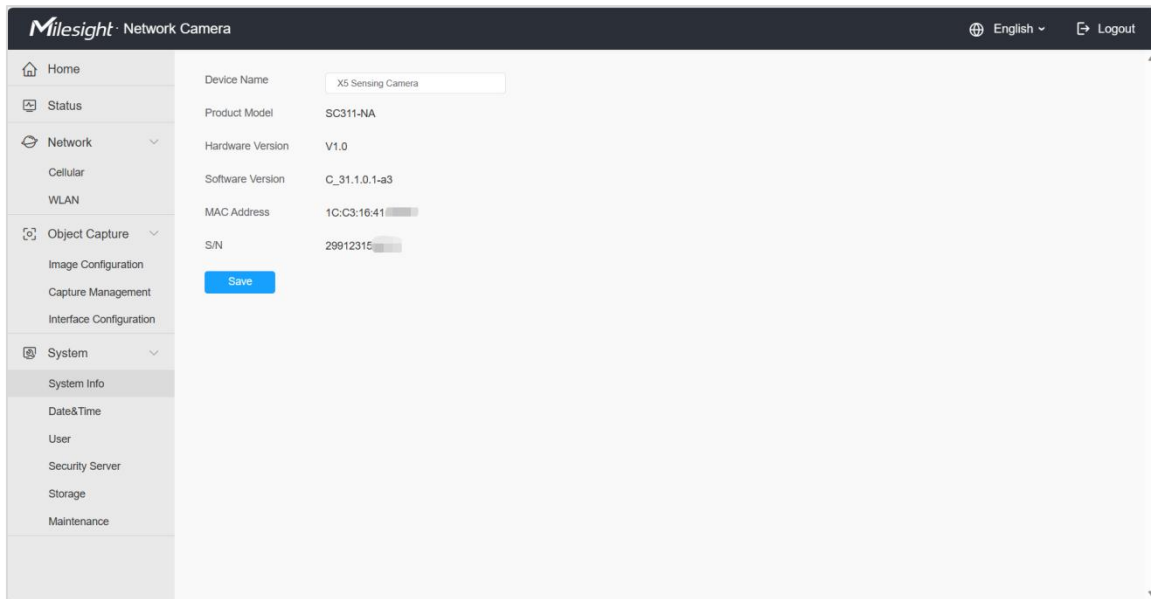 Milesight · Network Camera
English
Logout
Home
Status
Network
Cellular
WLAN
Object Capture
Image Configuration
Capture Management
Interface Configuration
System
System Info
Date&Time
User
Security Server
Storage
Maintenance
Device Name X5 Sensing Camera
Product Model SC311-NA
Hardware Version V1.0
Software Version C_31.1.0.1-a3
MAC Address 1C:C3:16:41
S/N 29912315
Save